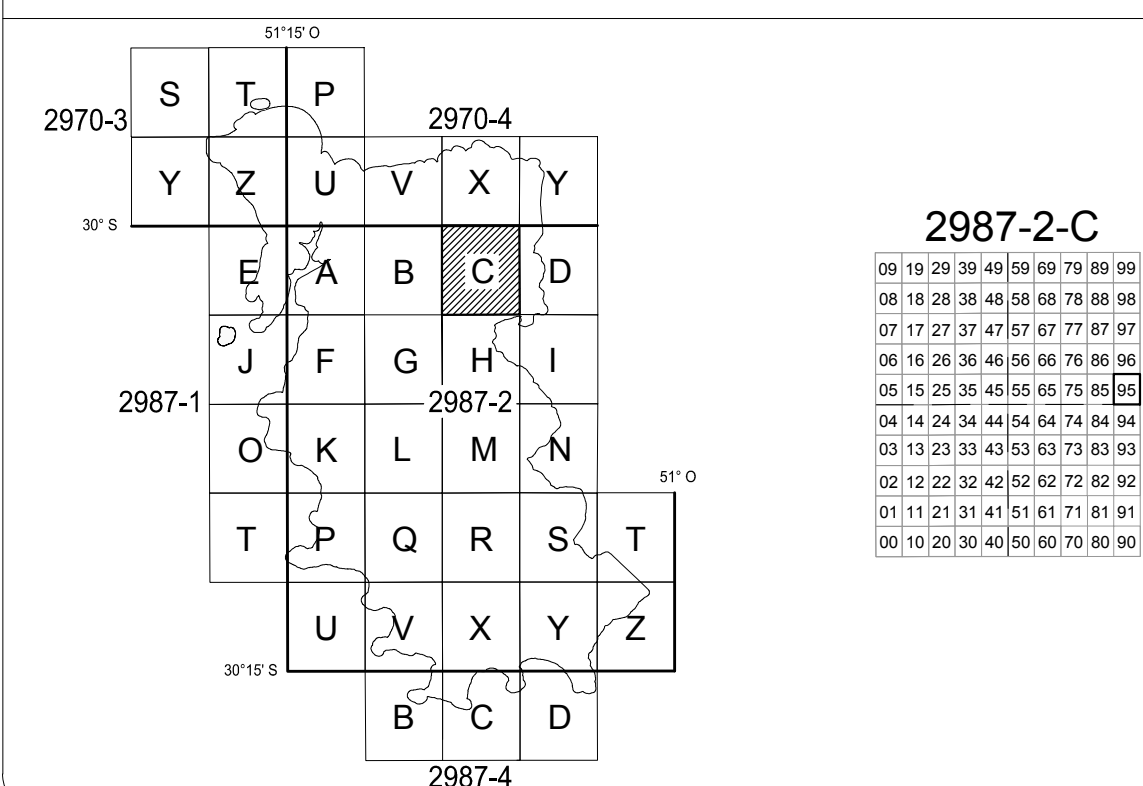 51°15' O
S T P
2970-3 2970-4
Y Z U V X Y
30° S
E A B C D
J F G H I
2987-1 2987-2
O K L M N
51° O
T P Q R S T
U V X Y Z
30°15' S
B C D
2987-4
2987-2-C
09 19 29 39 49 59 69 79 89 99
08 18 28 38 48 58 68 78 88 98
07 17 27 37 47 57 67 77 87 97
06 16 26 36 46 56 66 76 86 96
05 15 25 35 45 55 65 75 85 95
04 14 24 34 44 54 64 74 84 94
03 13 23 33 43 53 63 73 83 93
02 12 22 32 42 52 62 72 82 92
01 11 21 31 41 51 61 71 81 91
00 10 20 30 40 50 60 70 80 90